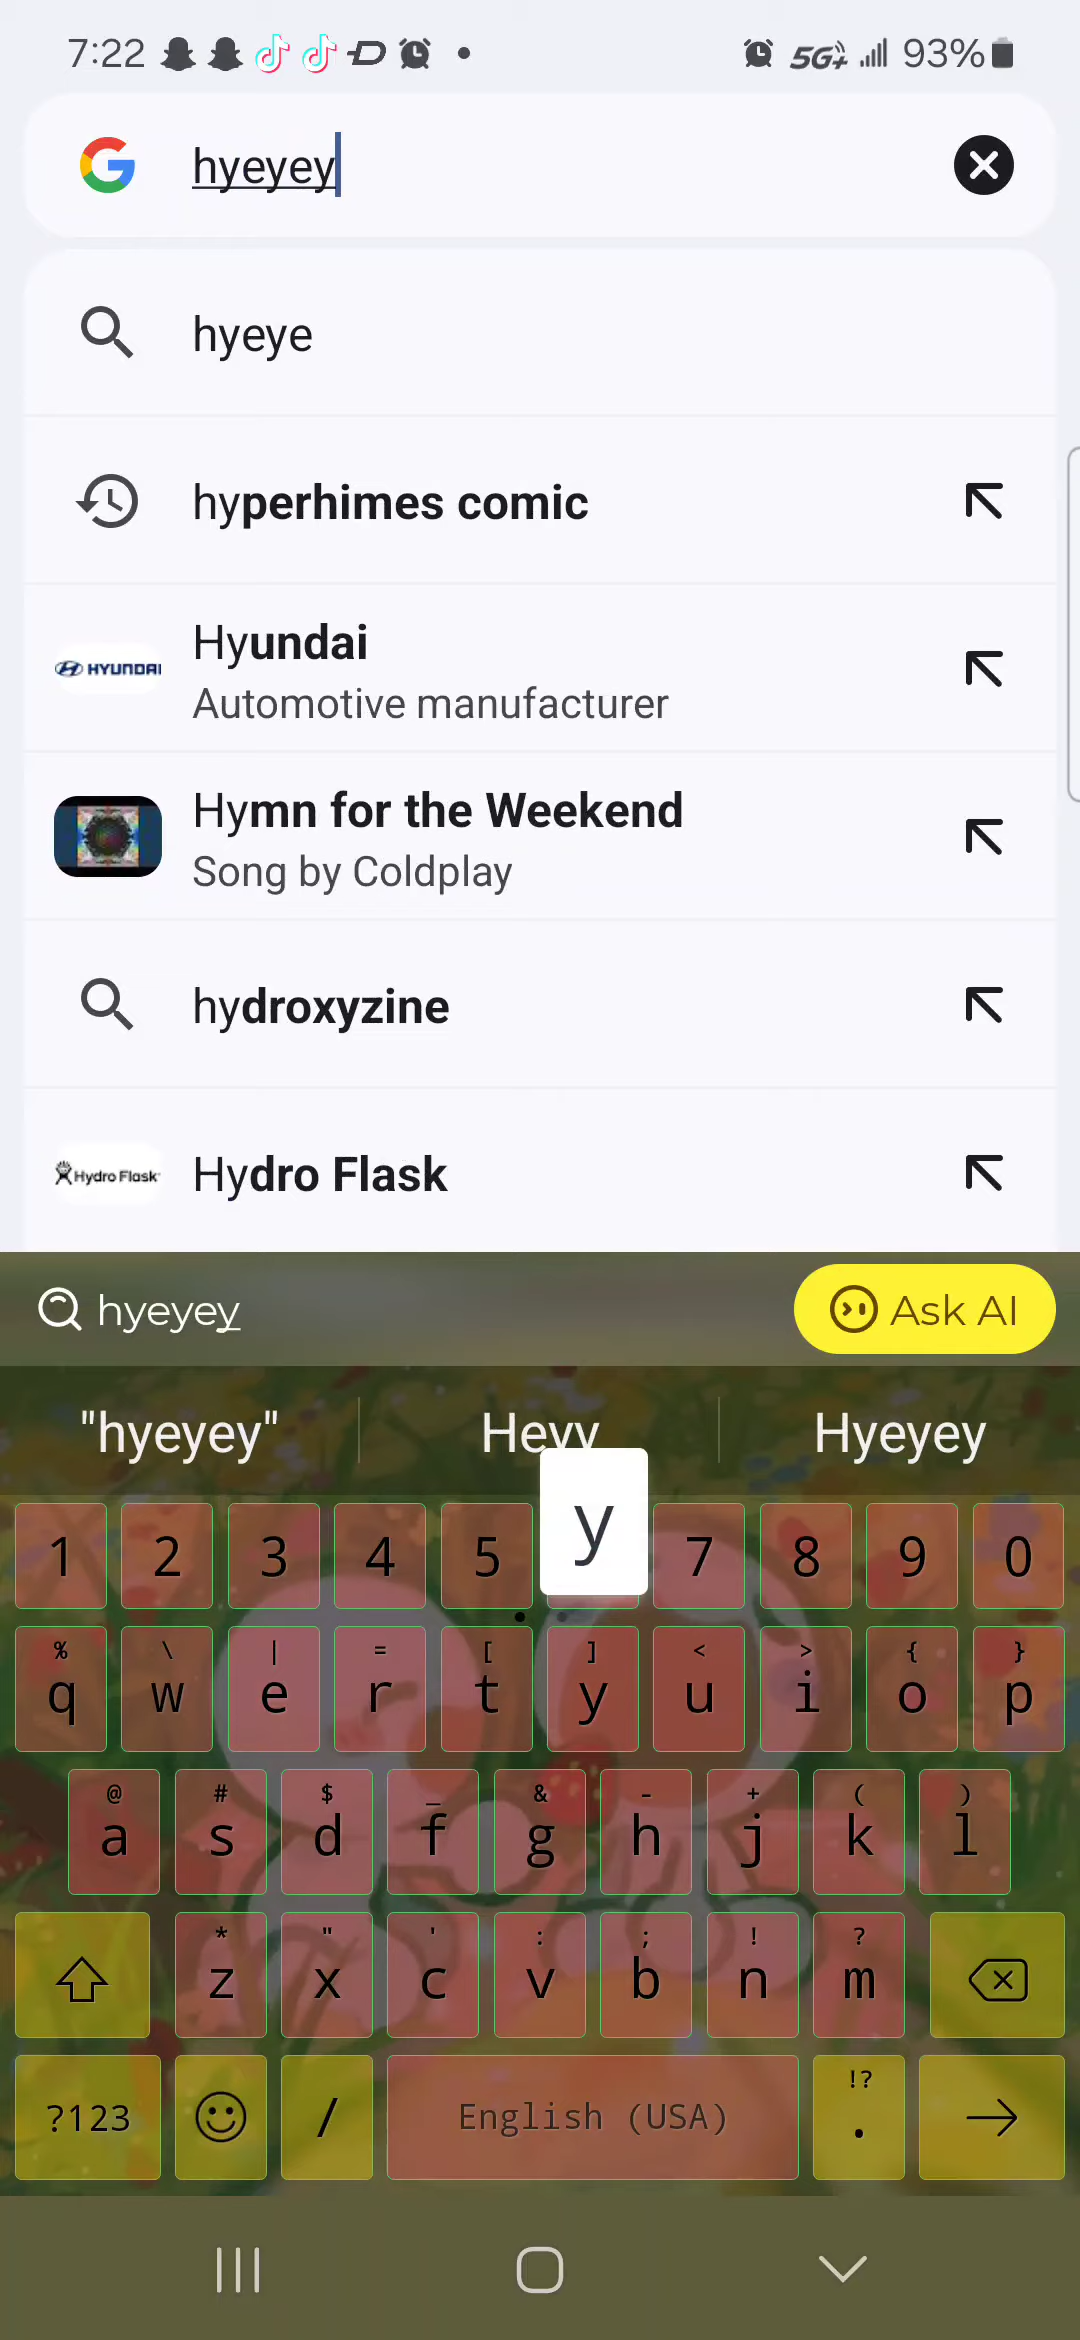 7:22 5G+ 93%
hyeyey
hyeye
hyperhimes comic
HYUNDAI
Hyundai
Automotive manufacturer
Hymn for the Weekend
Song by Coldplay
hydroxyzine
Hydro Flask
Hydro Flask
hyeyey Ask AI
"hyeyey" Heyy Hyeyey
y
1 2 3 4 5 7 8 9 0
% \ | = [ ] < > { }
q w e r t y u i o p
@ # $ _ & - + ( )
a s d f g h j k l
* " ' : ; ! ?
z x c v b n m
!?
?123 / English (USA) .